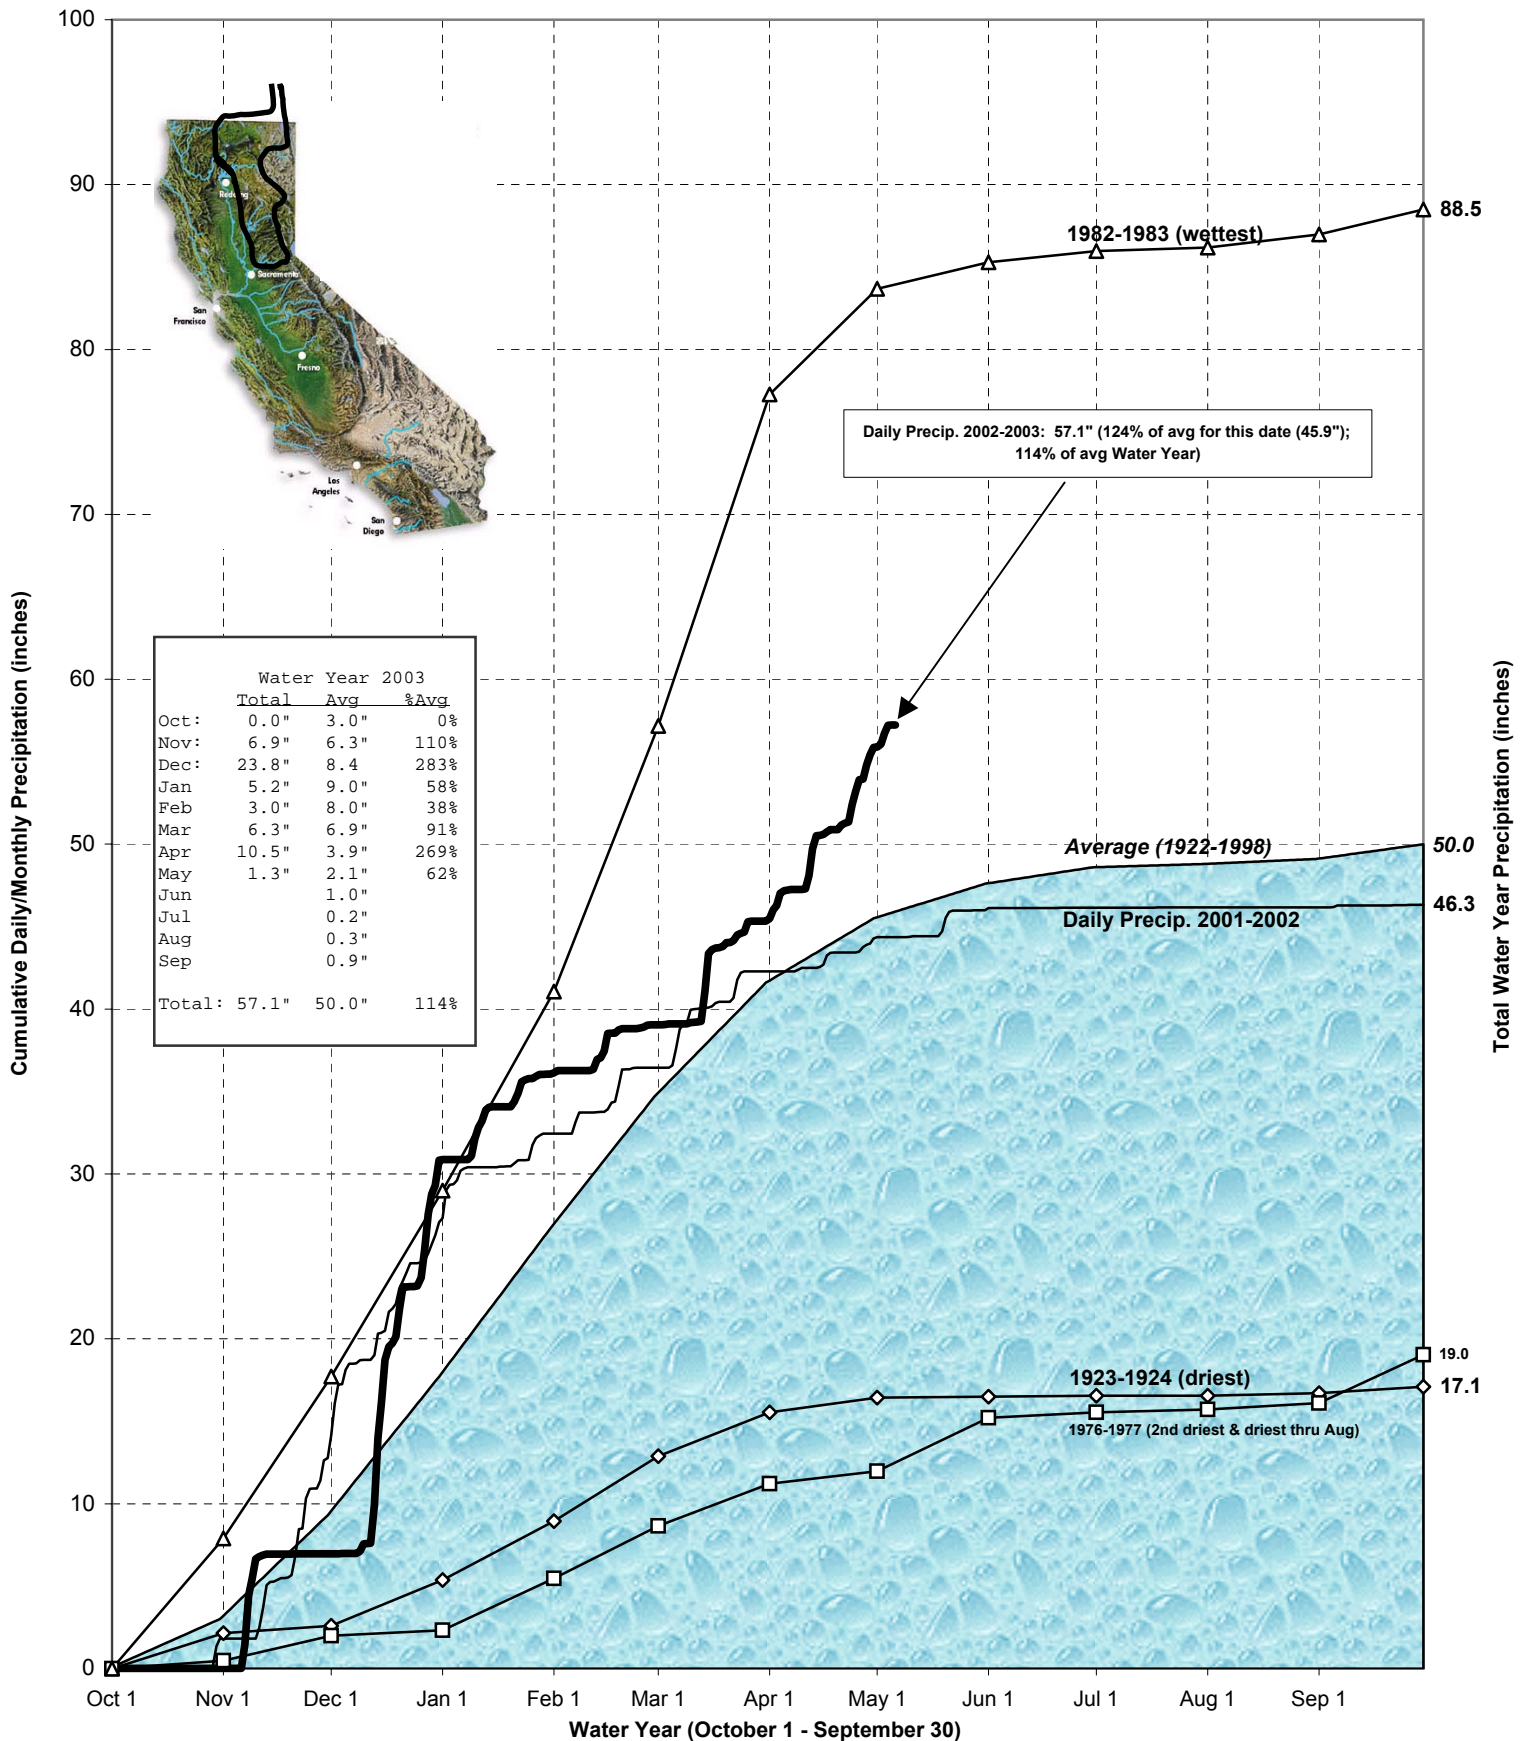 100
90
80
70
60
50
40
30
20
10
0
Cumulative Daily/Monthly Precipitation (inches)
Redding
Sacramento
San
Francisco
Fresno
Los
Angeles
San
Diego
1982-1983 (wettest)
88.5
Daily Precip. 2002-2003: 57.1" (124% of avg for this date (45.9");
114% of avg Water Year)
Water Year 2003
Total Avg %Avg
Oct: 0.0" 3.0" 0%
Nov: 6.9" 6.3" 110%
Dec: 23.8" 8.4 283%
Jan 5.2" 9.0" 58%
Feb 3.0" 8.0" 38%
Mar 6.3" 6.9" 91%
Apr 10.5" 3.9" 269%
May 1.3" 2.1" 62%
Jun 1.0"
Jul 0.2"
Aug 0.3"
Sep 0.9"
Total: 57.1" 50.0" 114%
Average (1922-1998)
50.0
Daily Precip. 2001-2002
46.3
1923-1924 (driest)
19.0
17.1
1976-1977 (2nd driest & driest thru Aug)
Total Water Year Precipitation (inches)
Oct 1 Nov 1 Dec 1 Jan 1 Feb 1 Mar 1 Apr 1 May 1 Jun 1 Jul 1 Aug 1 Sep 1
Water Year (October 1 - September 30)